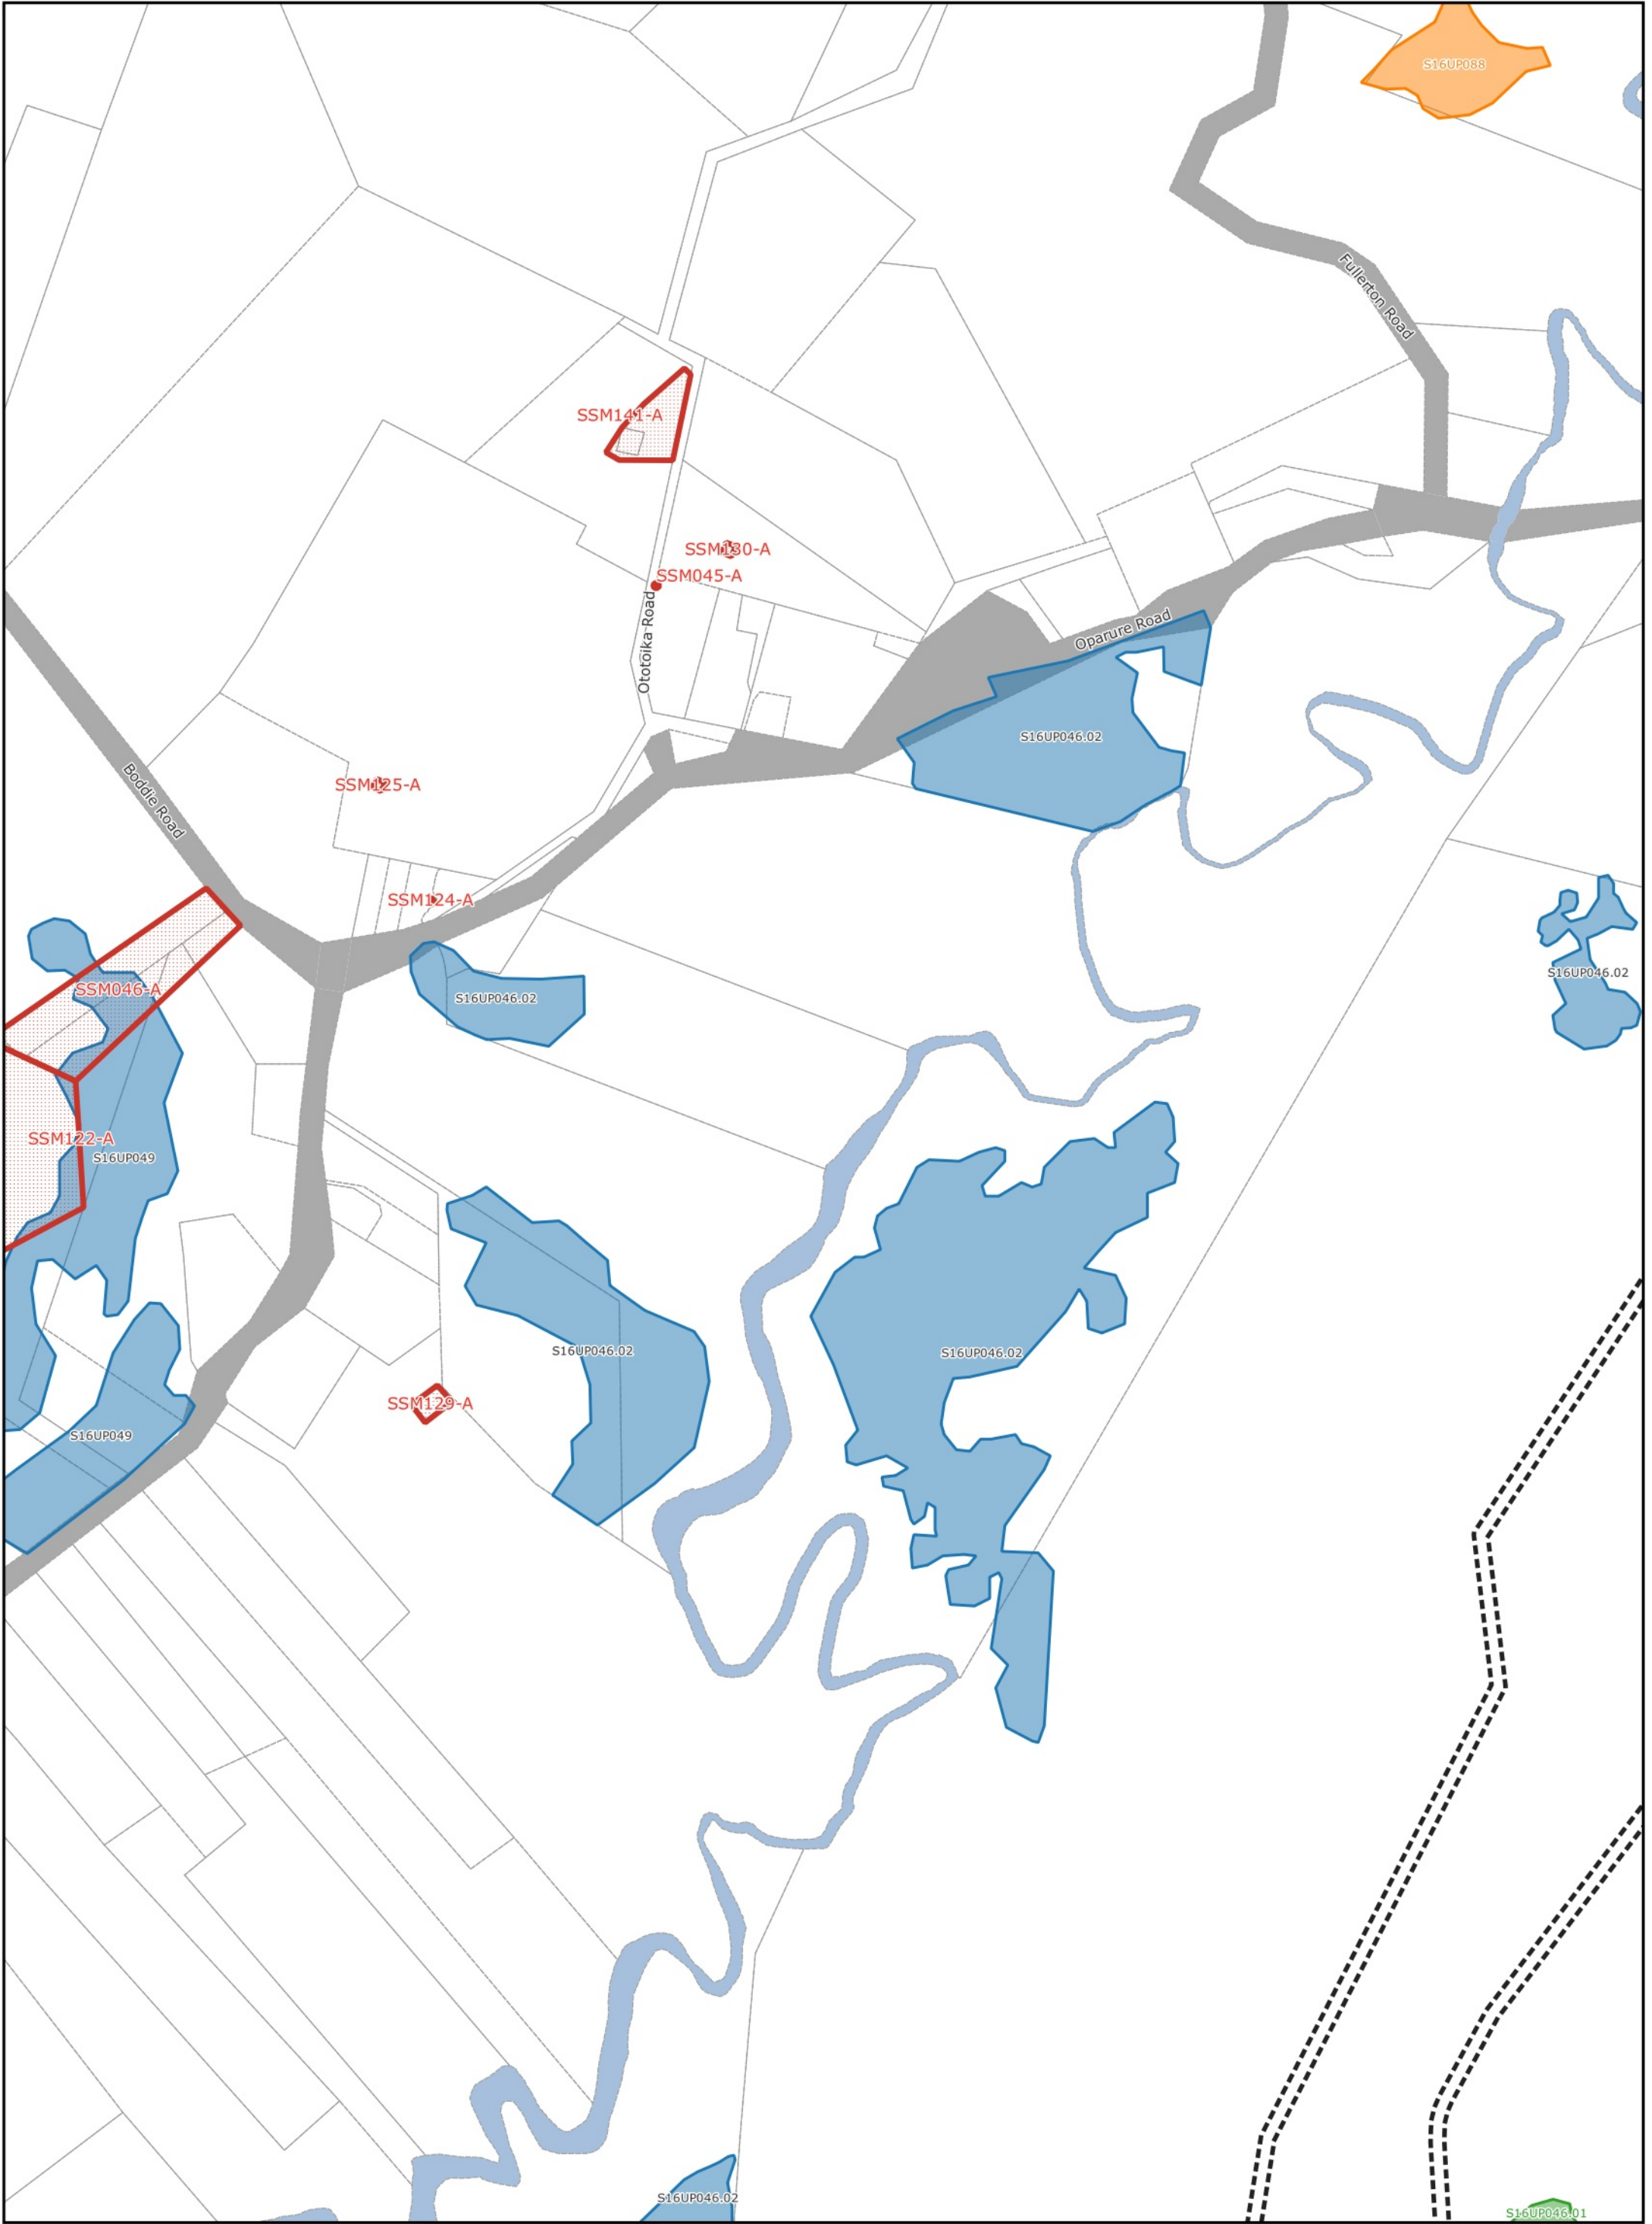 S16UP088
Fullerton Road
SSM141-A
SSM130-A
SSM045-A
Ototoika Road
Oparure Road
S16UP046.02
SSM125-A
Boddie Road
SSM124-A
S16UP046.02
S16UP046.02
SSM046-A
SSM122-A
S16UP049
S16UP046.02
S16UP046.02
SSM129-A
S16UP049
S16UP046.02
S16UP046.01